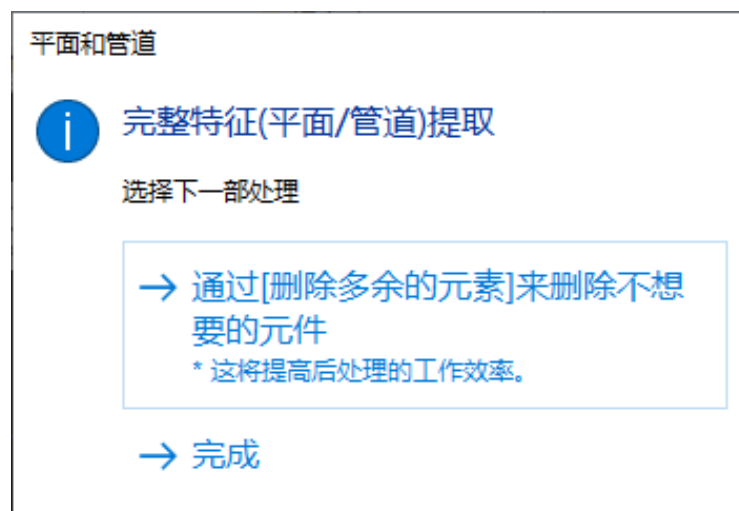 平面和管道
完整特征(平面/管道)提取
选择下一部处理
→ 通过[删除多余的元素]来删除不想
要的元件
* 这将提高后处理的工作效率。
→ 完成